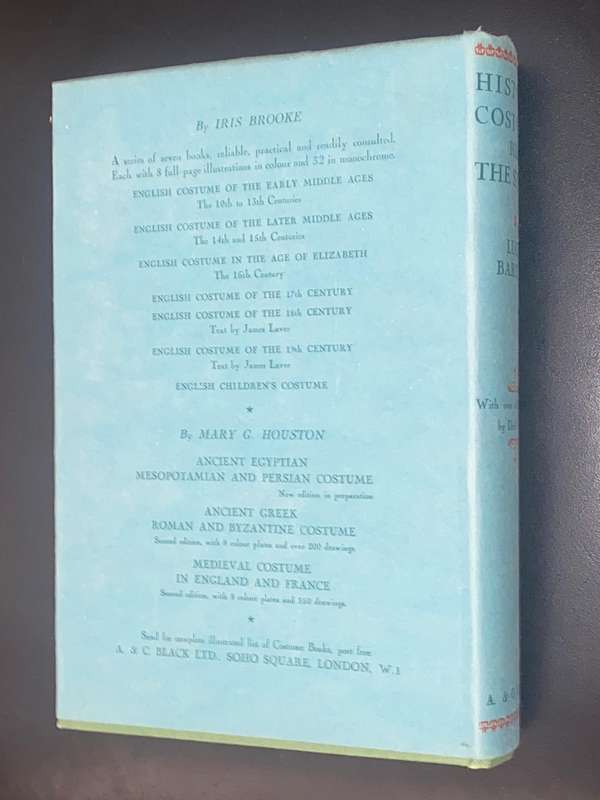 By IRIS BROOKE
A series of seven books, reliable, practical and readily consulted.
Each with 8 full-page illustrations in colour and 32 in monochrome.
ENGLISH COSTUME OF THE EARLY MIDDLE AGES
The 10th to 13th Centuries
ENGLISH COSTUME OF THE LATER MIDDLE AGES
The 14th and 15th Centuries
ENGLISH COSTUME IN THE AGE OF ELIZABETH
The 16th Century
ENGLISH COSTUME OF THE 17th CENTURY
ENGLISH COSTUME OF THE 18th CENTURY
Text by James Laver
ENGLISH COSTUME OF THE 19th CENTURY
Text by James Laver
ENGLISH CHILDREN'S COSTUME
*
By MARY G. HOUSTON
ANCIENT EGYPTIAN
MESOPOTAMIAN AND PERSIAN COSTUME
New edition in preparation
ANCIENT GREEK
ROMAN AND BYZANTINE COSTUME
Second edition, with 8 colour plates and over 200 drawings
MEDIEVAL COSTUME
IN ENGLAND AND FRANCE
Second edition, with 8 colour plates and 350 drawings.
*
Send for complete illustrated list of Costume Books, post free
A. & C. BLACK LTD., SOHO SQUARE, LONDON, W.1
HIST
COST
THE S
BAR
With
by
A. &